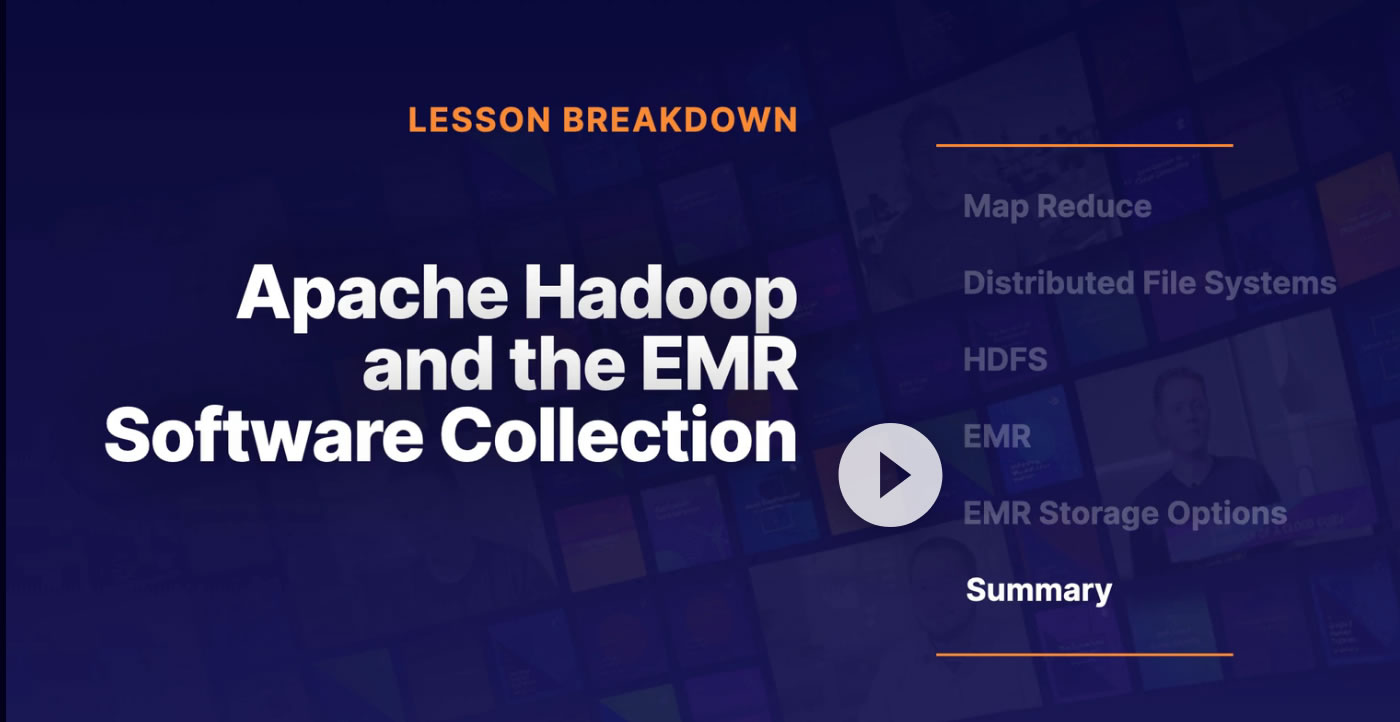 LESSON BREAKDOWN
Apache Hadoop
and the EMR
Software Collection
Map Reduce
Distributed File Systems
HDFS
EMR
EMR Storage Options
Summary